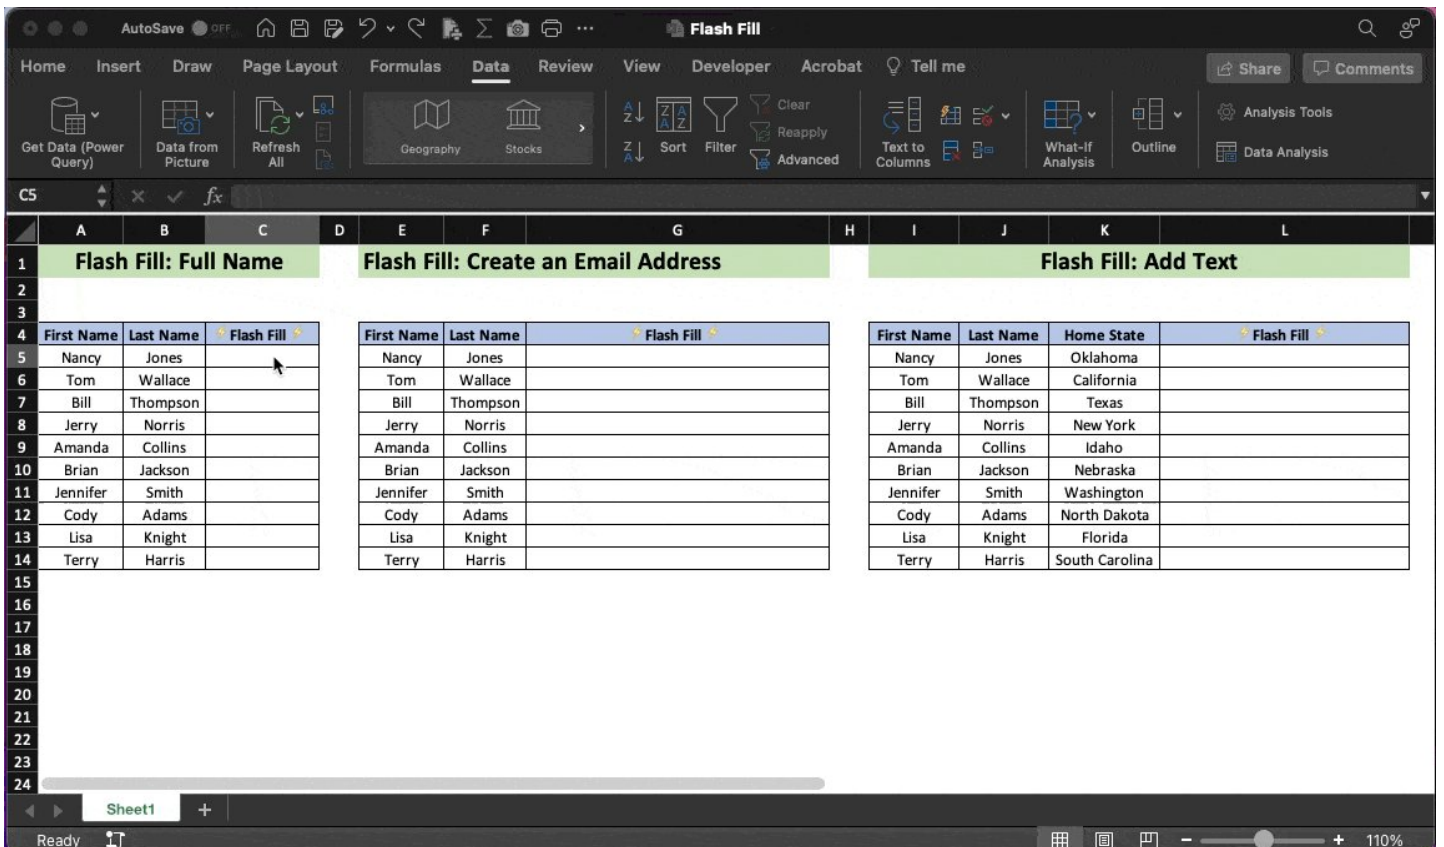 AutoSave OFF Flash Fill
Home Insert Draw Page Layout Formulas Data Review View Developer Acrobat Tell me Share Comments
Get Data (Power Query) Data from Picture Refresh All Geography Stocks Sort Filter Clear Reapply Advanced Text to Columns What-If Analysis Outline Analysis Tools Data Analysis
C5 fx
A B C D E F G H I J K L
1 Flash Fill: Full Name Flash Fill: Create an Email Address Flash Fill: Add Text
2
3
4 First Name Last Name Flash Fill First Name Last Name Flash Fill First Name Last Name Home State Flash Fill
5 Nancy Jones Nancy Jones Nancy Jones Oklahoma
6 Tom Wallace Tom Wallace Tom Wallace California
7 Bill Thompson Bill Thompson Bill Thompson Texas
8 Jerry Norris Jerry Norris Jerry Norris New York
9 Amanda Collins Amanda Collins Amanda Collins Idaho
10 Brian Jackson Brian Jackson Brian Jackson Nebraska
11 Jennifer Smith Jennifer Smith Jennifer Smith Washington
12 Cody Adams Cody Adams Cody Adams North Dakota
13 Lisa Knight Lisa Knight Lisa Knight Florida
14 Terry Harris Terry Harris Terry Harris South Carolina
15
16
17
18
19
20
21
22
23
24
Sheet1 +
Ready 110%